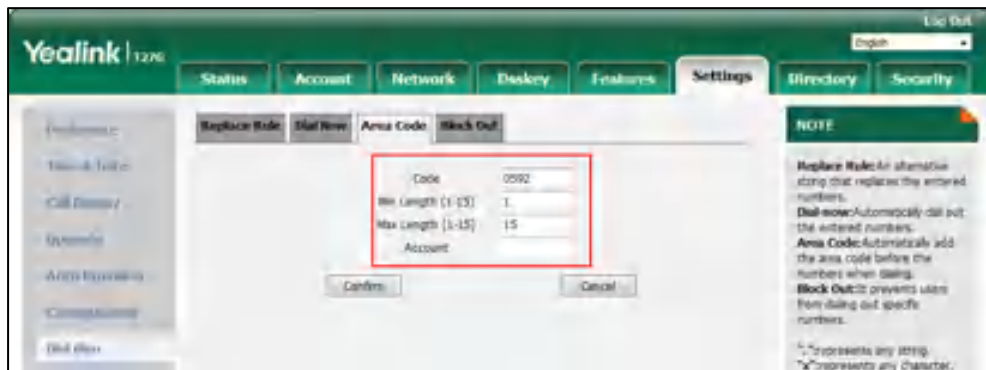 Log Out
Yealink
English
Status Account Network Dsskey Features Settings Directory Security
Preference
Replace Rule Dial Now Area Code Block Out
NOTE
Time & Date
Code 0592
Min Length (1-15) 1
Max Length (1-15) 15
Account
Confirm Cancel
Call Display
Upgrade
Auto Provision
Configuration
Dial Plan
Replace Rule:An alternative
string that replaces the entered
numbers.
Dial-now:Automatically dial out
the entered numbers.
Area Code:Automatically add
the area code before the
numbers when dialing.
Block Out:It prevents users
from dialing out specific
numbers.
"."represents any string.
"x"represents any character.